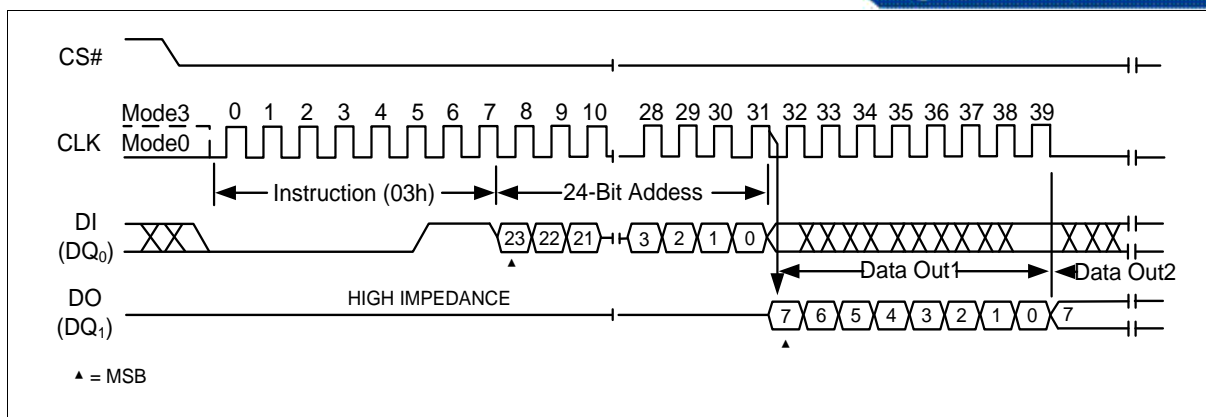 CS#
Mode3 0 1 2 3 4 5 6 7 8 9 10 28 29 30 31 32 33 34 35 36 37 38 39
CLK Mode0
Instruction (03h) 24-Bit Addess
DI
(DQ0) 23 22 21 3 2 1 0
Data Out1 Data Out2
DO HIGH IMPEDANCE
(DQ1) 7 6 5 4 3 2 1 0 7
▲ = MSB